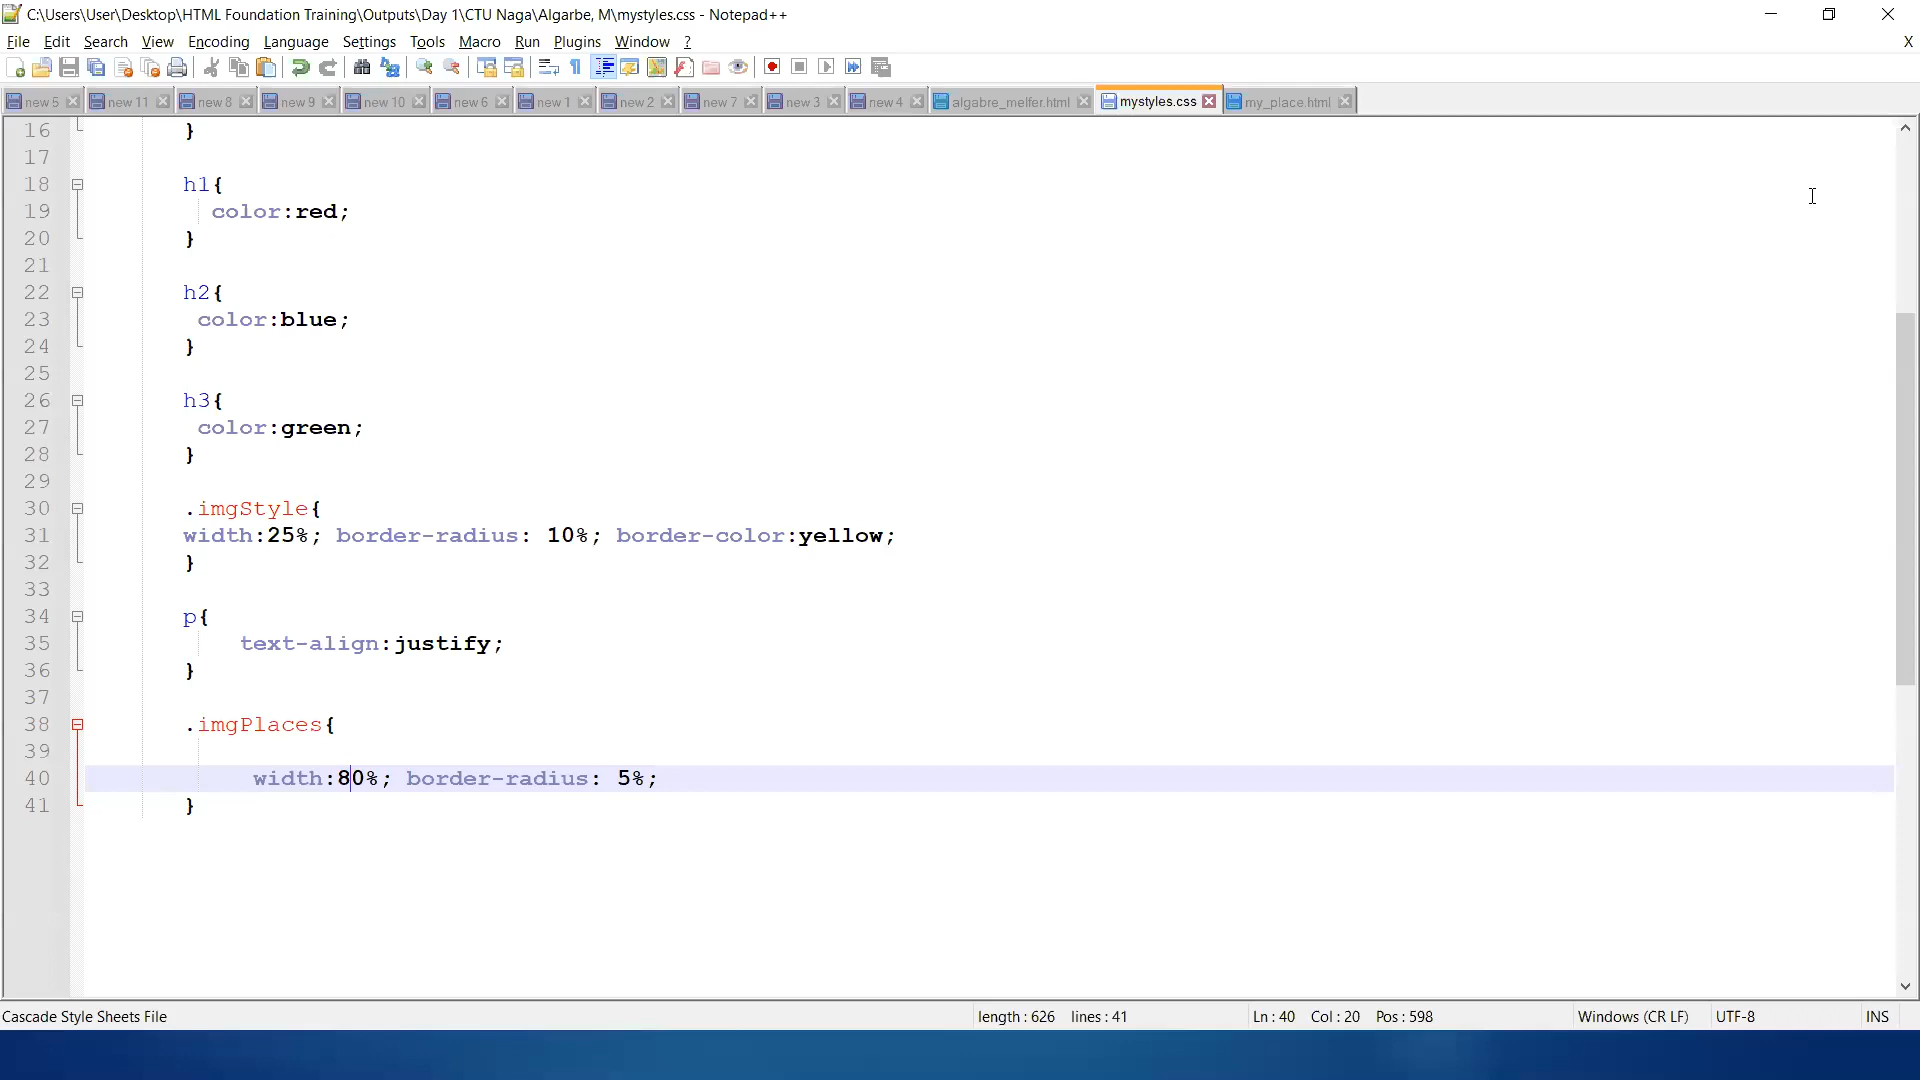 C:\Users\User\Desktop\HTML Foundation Training\Outputs\Day 1\CTU Naga\Algarbe, M\mystyles.css - Notepad++
File Edit Search View Encoding Language Settings Tools Macro Run Plugins Window ? X
new 5 new 11 new 8 new 9 new 10 new 6 new 1 new 2 new 7 new 3 new 4 algabre_melfer.html mystyles.css my_place.html
16 }
17
18 h1{
19 color:red;
20 }
21
22 h2{
23 color:blue;
24 }
25
26 h3{
27 color:green;
28 }
29
30 .imgStyle{
31 width:25%; border-radius: 10%; border-color:yellow;
32 }
33
34 p{
35 text-align:justify;
36 }
37
38 .imgPlaces{
39
40 width:80%; border-radius: 5%;
41 }
Cascade Style Sheets File length : 626 lines : 41 Ln : 40 Col : 20 Pos : 598 Windows (CR LF) UTF-8 INS